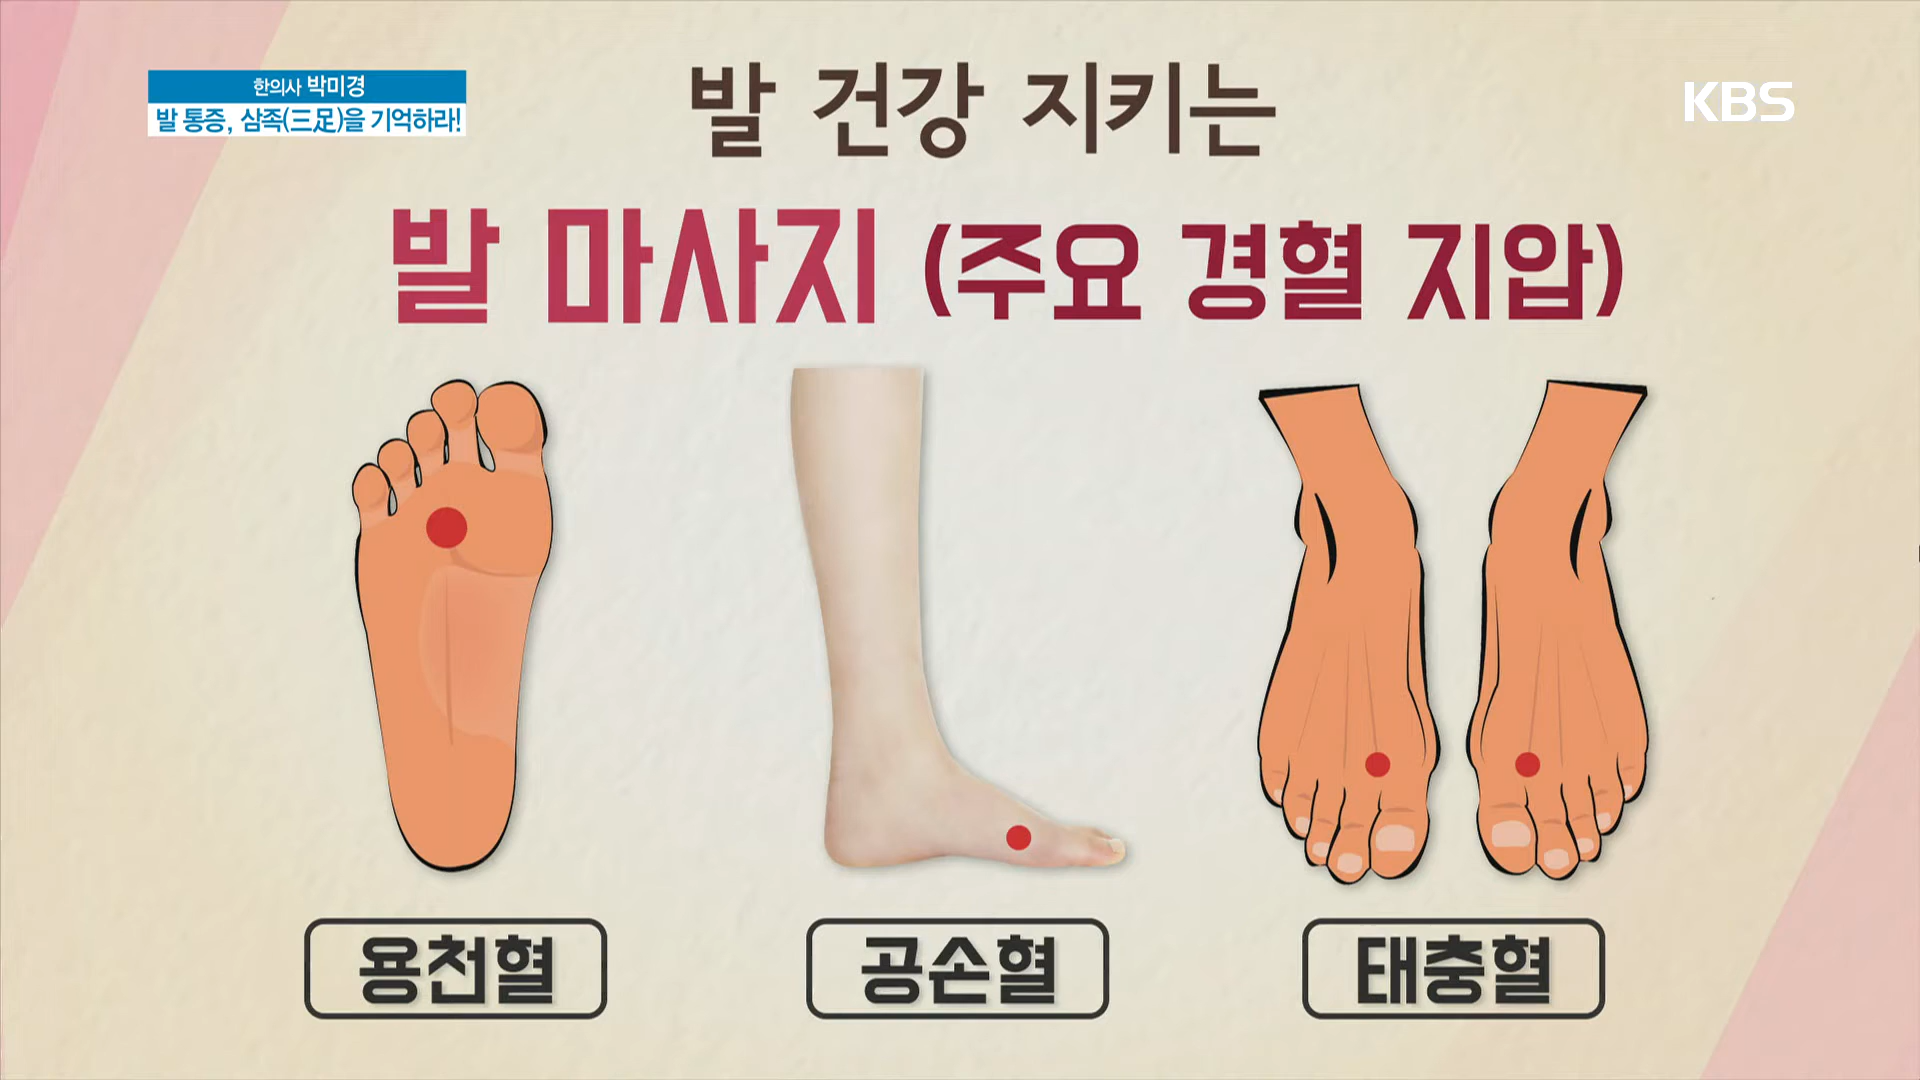 한의사 박미경
발 통증, 삼족(三足)을 기억하라!
KBS
발 건강 지키는
발 마사지 (주요 경혈 지압)
용천혈
공손혈
태충혈